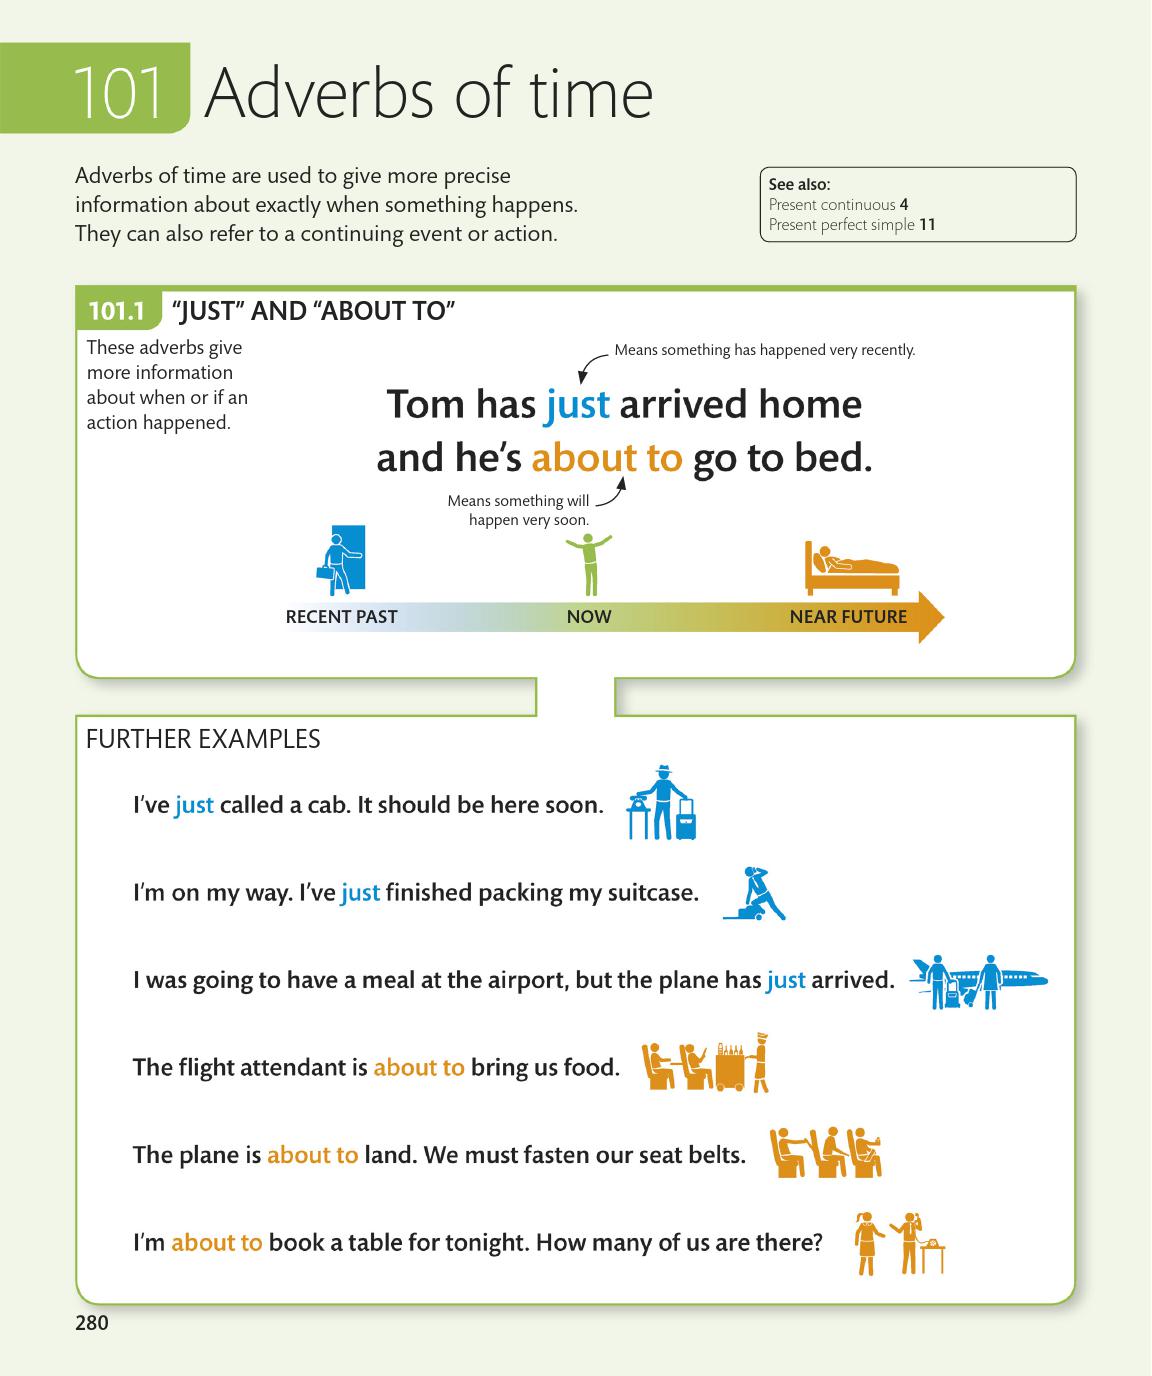 101 Adverbs of time
Adverbs of time are used to give more precise
information about exactly when something happens.
They can also refer to a continuing event or action.
See also:
Present continuous 4
Present perfect simple 11
101.1 “JUST” AND “ABOUT TO”
These adverbs give
more information
about when or if an
action happened.
Means something has happened very recently.
Tom has just arrived home
and he’s about to go to bed.
Means something will
happen very soon.
RECENT PAST NOW NEAR FUTURE
FURTHER EXAMPLES
I’ve just called a cab. It should be here soon.
I’m on my way. I’ve just finished packing my suitcase.
I was going to have a meal at the airport, but the plane has just arrived.
The flight attendant is about to bring us food.
The plane is about to land. We must fasten our seat belts.
I’m about to book a table for tonight. How many of us are there?
280